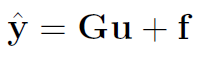 ŷ = Gu + f